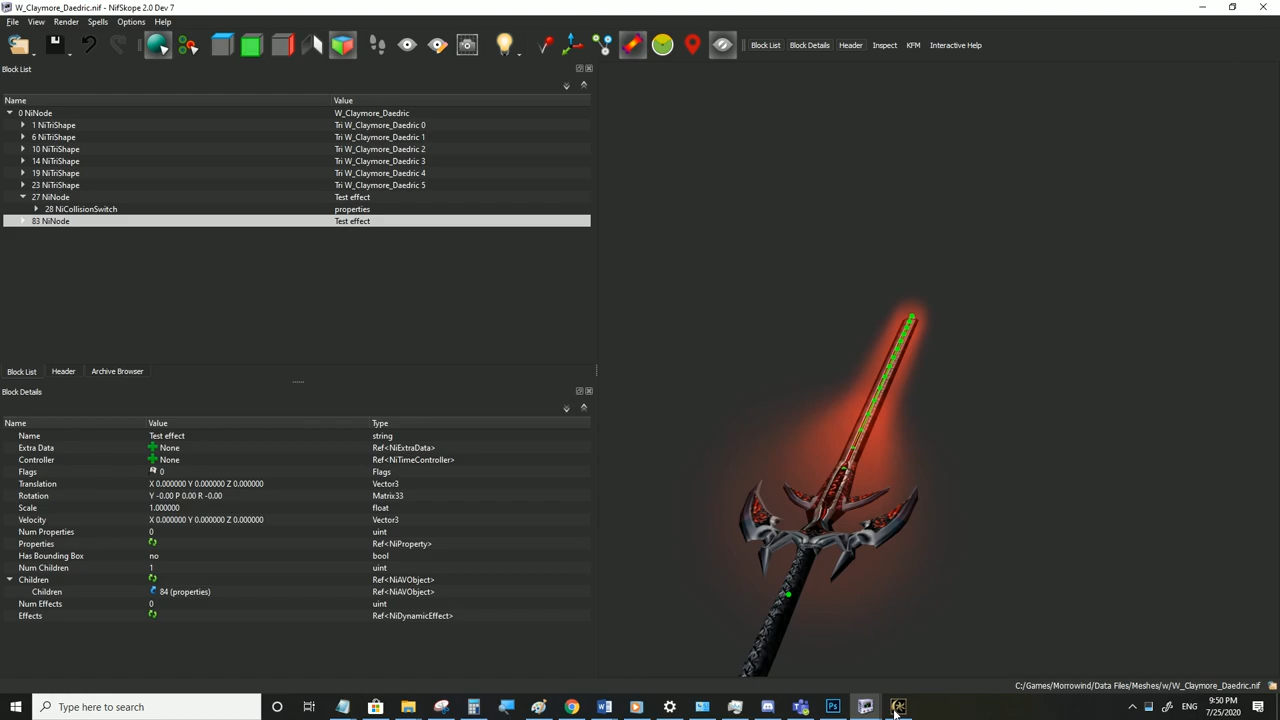 W_Claymore_Daedric.nif - NifSkope 2.0 Dev 7
File View Render Spells Options Help
Block List Block Details Header Inspect KFM Interactive Help
Block List
Name Value
0 NiNode W_Claymore_Daedric
1 NiTriShape Tri W_Claymore_Daedric 0
6 NiTriShape Tri W_Claymore_Daedric 1
10 NiTriShape Tri W_Claymore_Daedric 2
14 NiTriShape Tri W_Claymore_Daedric 3
19 NiTriShape Tri W_Claymore_Daedric 4
23 NiTriShape Tri W_Claymore_Daedric 5
27 NiNode Test effect
28 NiCollisionSwitch properties
83 NiNode Test effect
Block List Header Archive Browser
Block Details
Name Value Type
Name Test effect string
Extra Data None Ref<NiExtraData>
Controller None Ref<NiTimeController>
Flags 0 Flags
Translation X 0.000000 Y 0.000000 Z 0.000000 Vector3
Rotation Y -0.00 P 0.00 R -0.00 Matrix33
Scale 1.000000 float
Velocity X 0.000000 Y 0.000000 Z 0.000000 Vector3
Num Properties 0 uint
Properties Ref<NiProperty>
Has Bounding Box no bool
Num Children 1 uint
Children Ref<NiAVObject>
Children 84 (properties) Ref<NiAVObject>
Num Effects 0 uint
Effects Ref<NiDynamicEffect>
C:/Games/Morrowind/Data Files/Meshes/w/W_Claymore_Daedric.nif
Type here to search
Ps
ENG
9:50 PM
7/25/2020